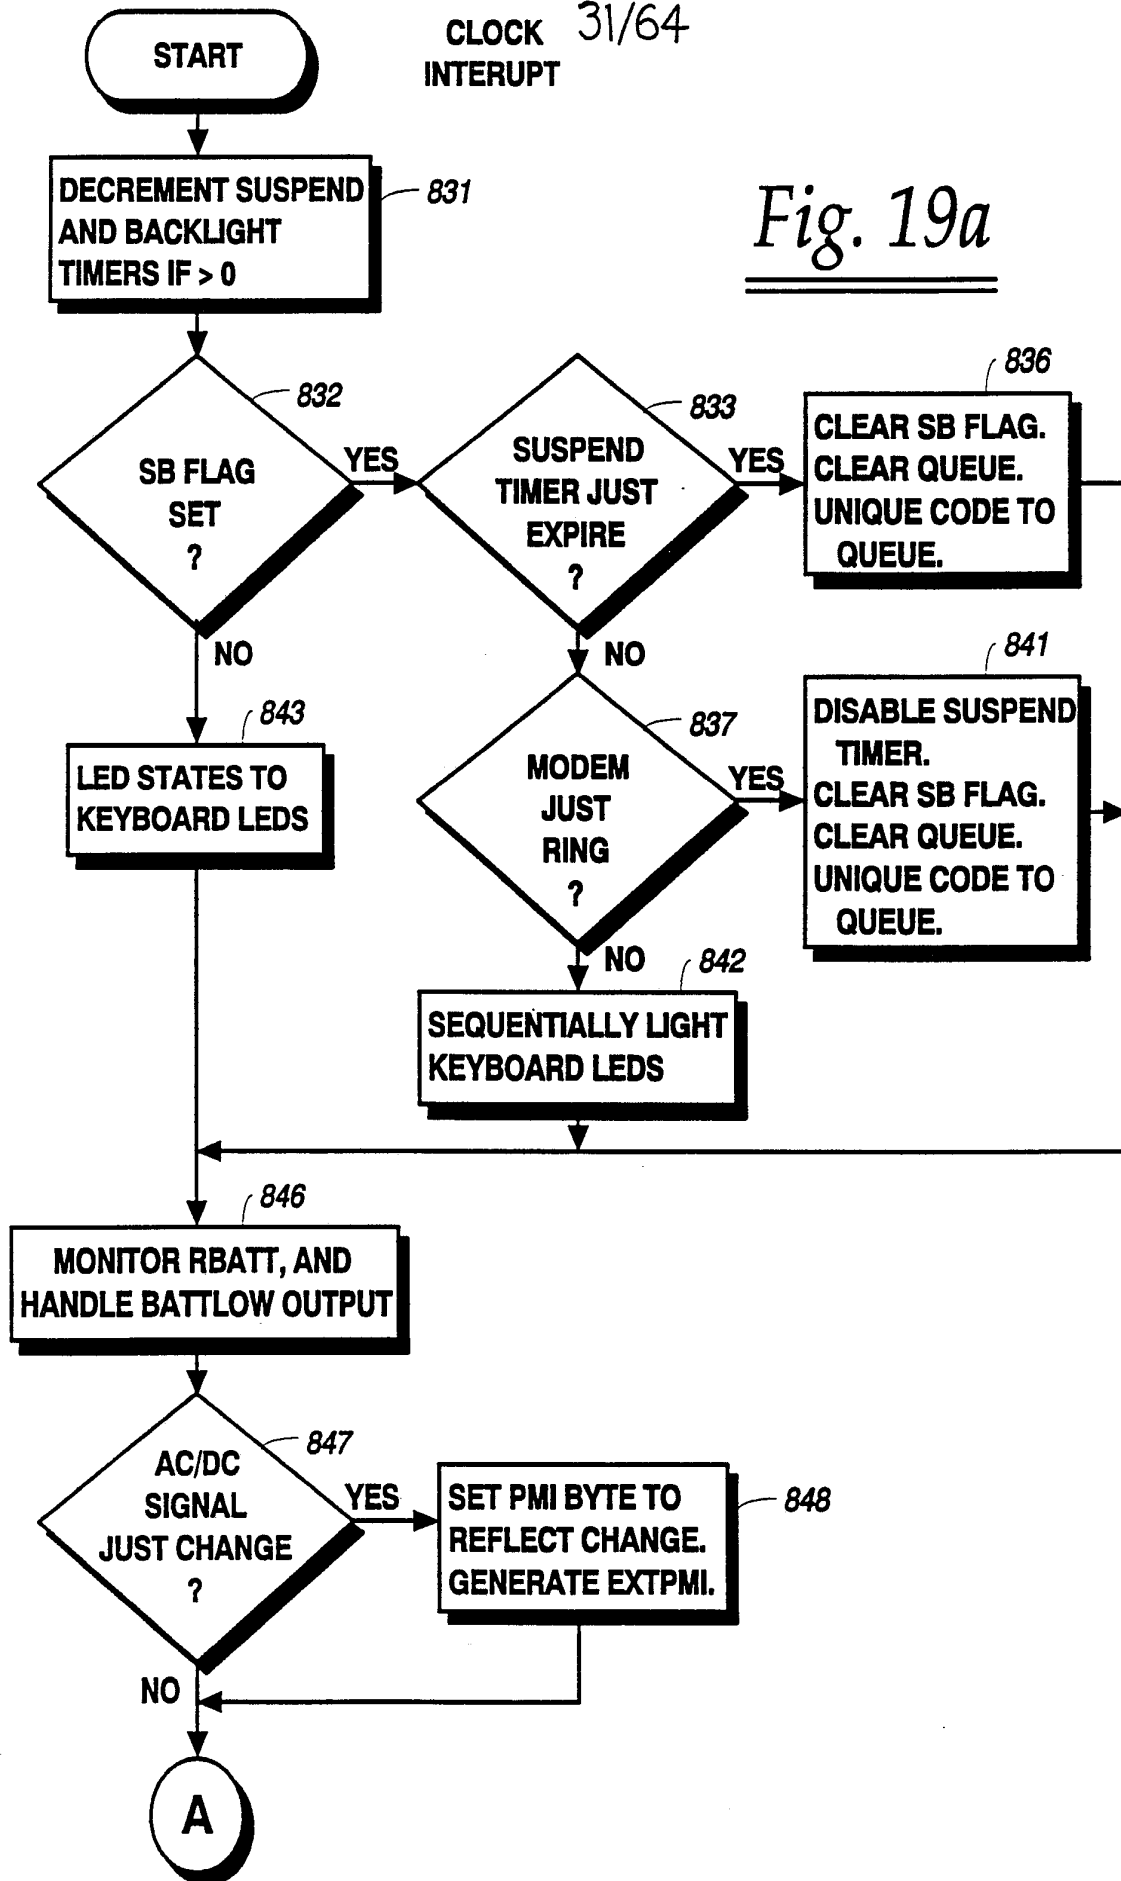 START
CLOCK
INTERUPT
31/64
DECREMENT SUSPEND
AND BACKLIGHT
TIMERS IF > 0
831
Fig. 19a
832
SB FLAG
SET
?
YES
NO
833
SUSPEND
TIMER JUST
EXPIRE
?
YES
NO
836
CLEAR SB FLAG.
CLEAR QUEUE.
UNIQUE CODE TO
QUEUE.
843
LED STATES TO
KEYBOARD LEDS
837
MODEM
JUST
RING
?
YES
NO
841
DISABLE SUSPEND
TIMER.
CLEAR SB FLAG.
CLEAR QUEUE.
UNIQUE CODE TO
QUEUE.
842
SEQUENTIALLY LIGHT
KEYBOARD LEDS
846
MONITOR RBATT, AND
HANDLE BATTLOW OUTPUT
847
AC/DC
SIGNAL
JUST CHANGE
?
YES
NO
848
SET PMI BYTE TO
REFLECT CHANGE.
GENERATE EXTPMI.
A